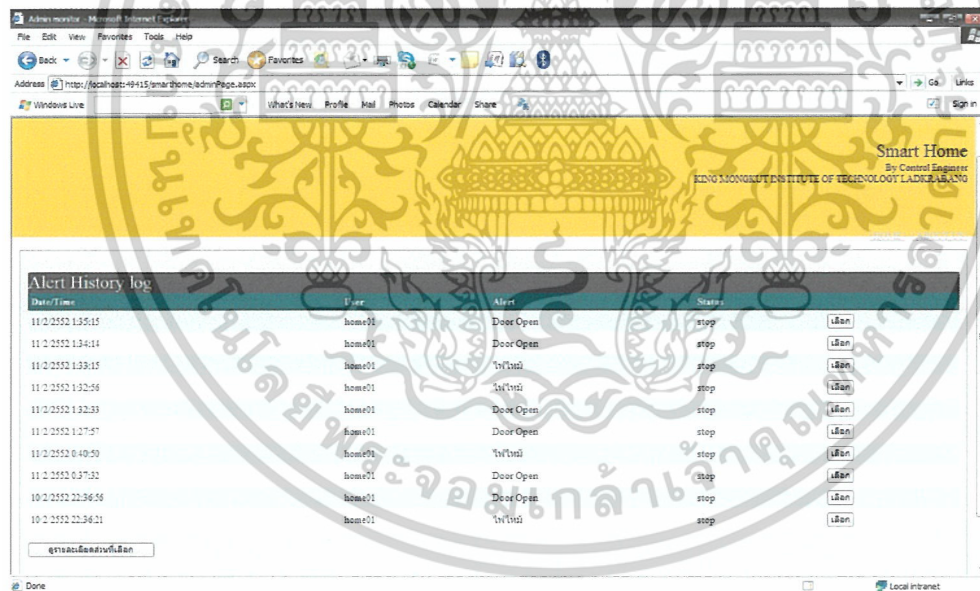 Admin monitor - Microsoft Internet Explorer
File Edit View Favorites Tools Help
Back Search Favorites
Address http://localhost:49415/smarthome/adminPage.aspx Go Links
Windows Live What's New Profile Mail Photos Calendar Share Sign in
Smart Home
By Control Engineer
KING MONGKUT INSTITUTE OF TECHNOLOGY LADKRABANG
Alert History log
Date/Time User Alert Status
11/2/2552 1:35:15 home01 Door Open stop เลือก
11/2/2552 1:34:14 home01 Door Open stop เลือก
11/2/2552 1:33:15 home01 ไฟไหม้ stop เลือก
11/2/2552 1:32:56 home01 ไฟไหม้ stop เลือก
11/2/2552 1:32:33 home01 Door Open stop เลือก
11/2/2552 1:27:57 home01 Door Open stop เลือก
11/2/2552 0:40:50 home01 ไฟไหม้ stop เลือก
11/2/2552 0:37:32 home01 Door Open stop เลือก
10/2/2552 22:36:56 home01 Door Open stop เลือก
10/2/2552 22:36:21 home01 ไฟไหม้ stop เลือก
ดูรายละเอียดส่วนที่เลือก
Done Local intranet